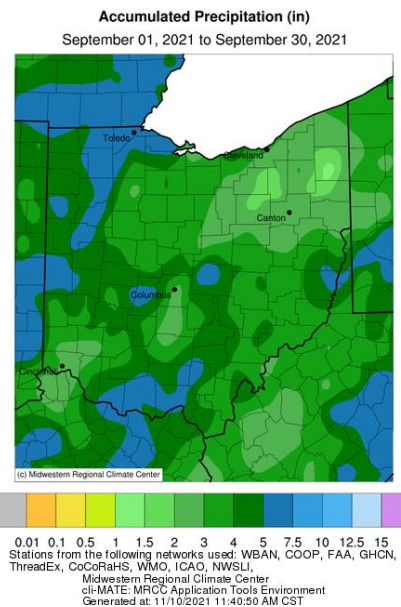 Accumulated Precipitation (in)
September 01, 2021 to September 30, 2021
Toledo
Cleveland
Canton
Columbus
Cincinnati
(c) Midwestern Regional Climate Center
0.01 0.1 0.5 1 1.5 2 3 4 5 7.5 10 12.5 15
Stations from the following networks used: WBAN, COOP, FAA, GHCN,
ThreadEx, CoCoRaHS, WMO, ICAO, NWSLI,
Midwestern Regional Climate Center
cli-MATE: MRCC Application Tools Environment
Generated at: 11/10/2021 11:40:50 AM CST